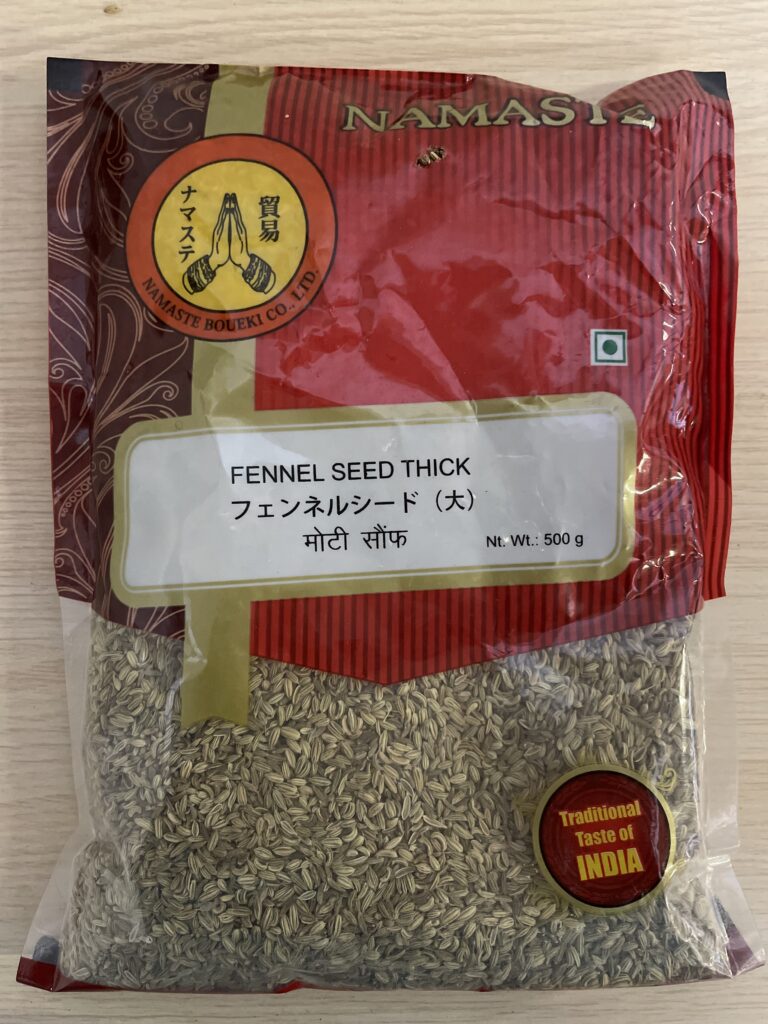 NAMASTE
ナマステ
貿易
NAMASTE BOUEKI CO., LTD.
FENNEL SEED THICK
フェンネルシード（大）
मोटी सौंफ
Nt. Wt.: 500 g
Traditional
Taste of
INDIA